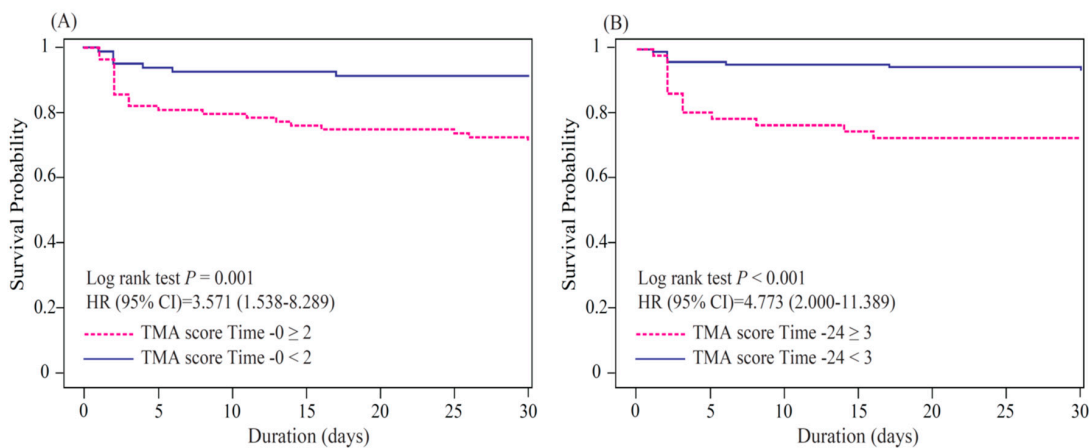 (A)
Survival Probability
1
0.8
0.6
0.4
0.2
0
Log rank test P = 0.001
HR (95% CI)=3.571 (1.538-8.289)
TMA score Time -0 ≥ 2
TMA score Time -0 < 2
0 5 10 15 20 25 30
Duration (days)
(B)
Survival Probability
1
0.8
0.6
0.4
0.2
0
Log rank test P < 0.001
HR (95% CI)=4.773 (2.000-11.389)
TMA score Time -24 ≥ 3
TMA score Time -24 < 3
0 5 10 15 20 25 30
Duration (days)